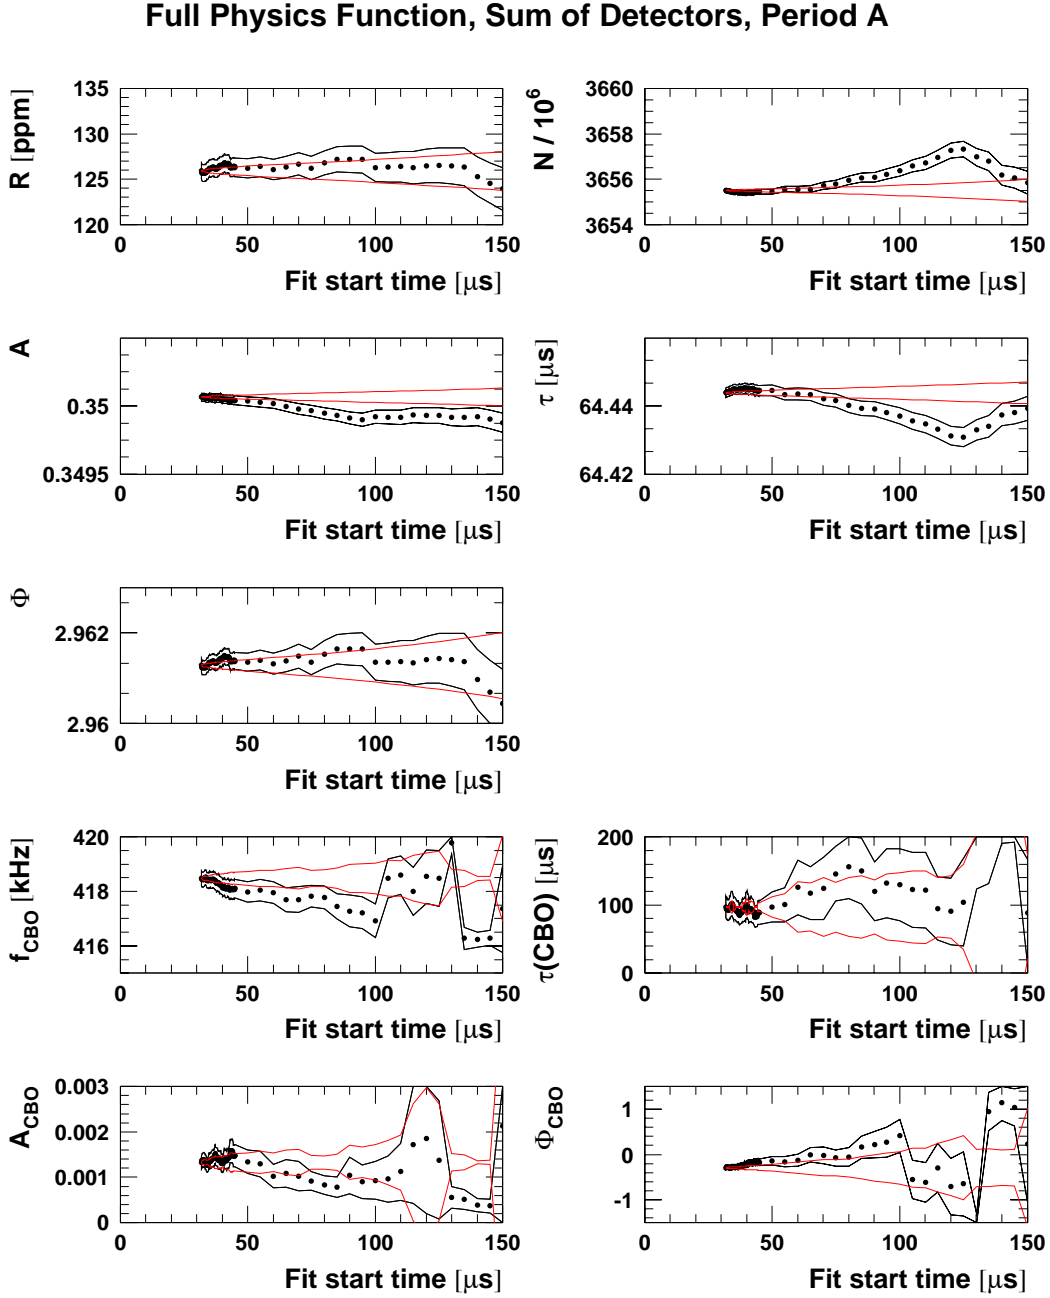 Full Physics Function, Sum of Detectors, Period A
R [ppm]
135
130
125
120
0 50 100 150
Fit start time [μs]
N / 10^6
3660
3658
3656
3654
0 50 100 150
Fit start time [μs]
A
0.35
0.3495
0 50 100 150
Fit start time [μs]
τ [μs]
64.44
64.42
0 50 100 150
Fit start time [μs]
Φ
2.962
2.96
0 50 100 150
Fit start time [μs]
f_CBO [kHz]
420
418
416
0 50 100 150
Fit start time [μs]
τ(CBO) [μs]
200
100
0
0 50 100 150
Fit start time [μs]
A_CBO
0.003
0.002
0.001
0
0 50 100 150
Fit start time [μs]
Φ_CBO
1
0
-1
0 50 100 150
Fit start time [μs]